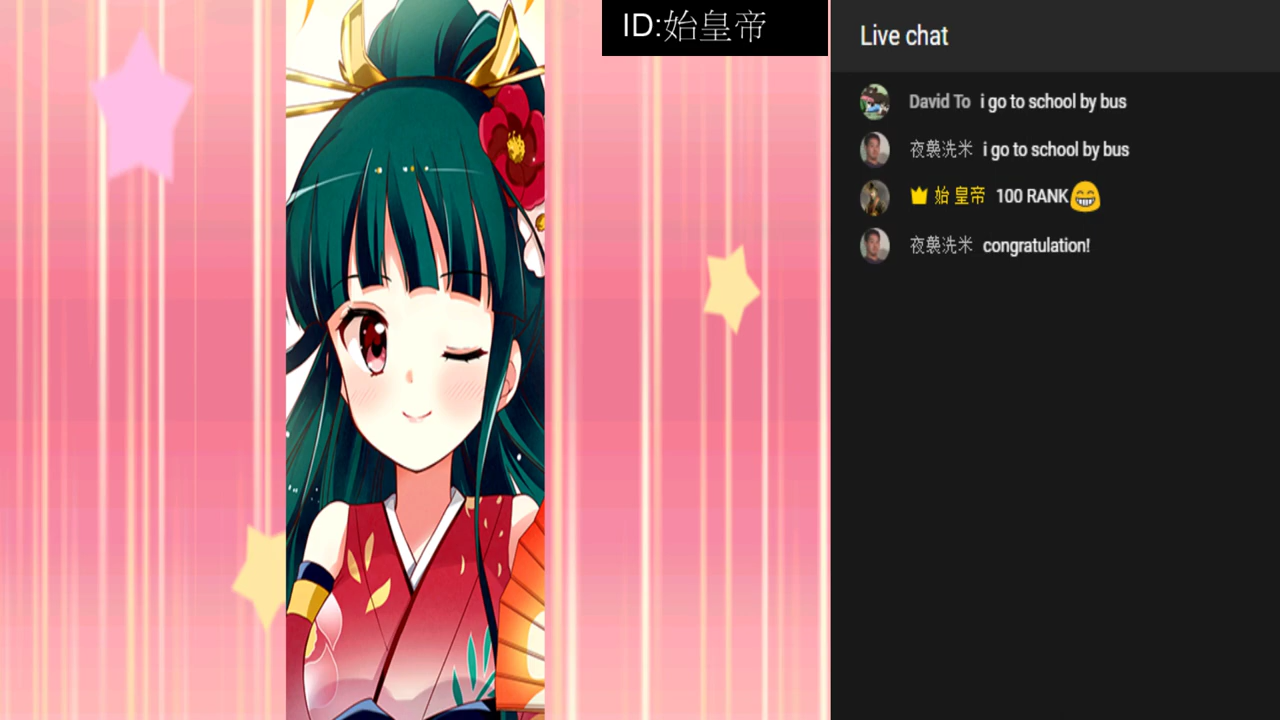 ID:始皇帝
Live chat
David To i go to school by bus
夜襲洗米 i go to school by bus
始 皇帝 100 RANK😁
夜襲洗米 congratulation!